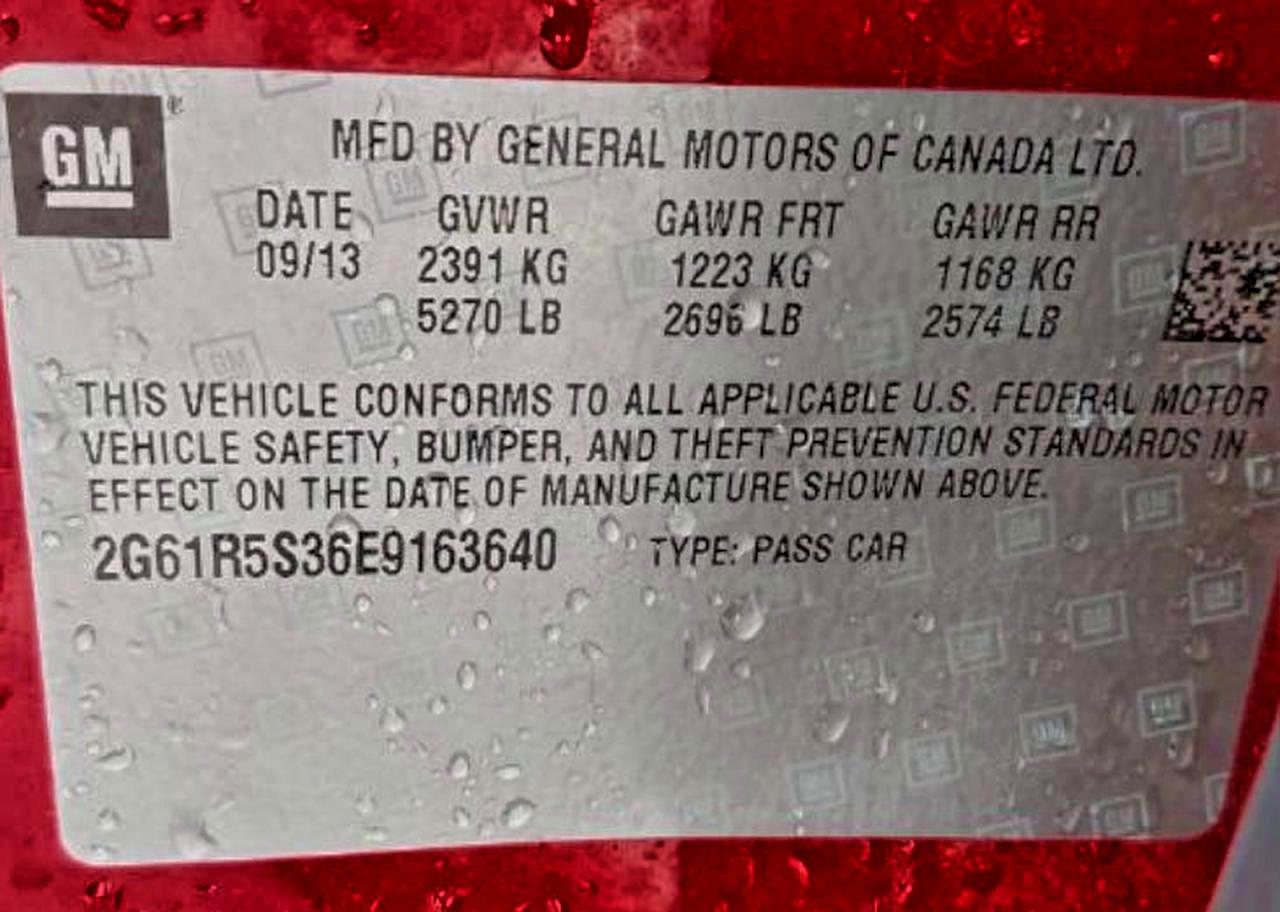 GM ®
MFD BY GENERAL MOTORS OF CANADA LTD.
DATE GVWR GAWR FRT GAWR RR
09/13 2391 KG 1223 KG 1168 KG
5270 LB 2696 LB 2574 LB
THIS VEHICLE CONFORMS TO ALL APPLICABLE U.S. FEDERAL MOTOR
VEHICLE SAFETY, BUMPER, AND THEFT PREVENTION STANDARDS IN
EFFECT ON THE DATE OF MANUFACTURE SHOWN ABOVE.
2G61R5S36E9163640 TYPE: PASS CAR